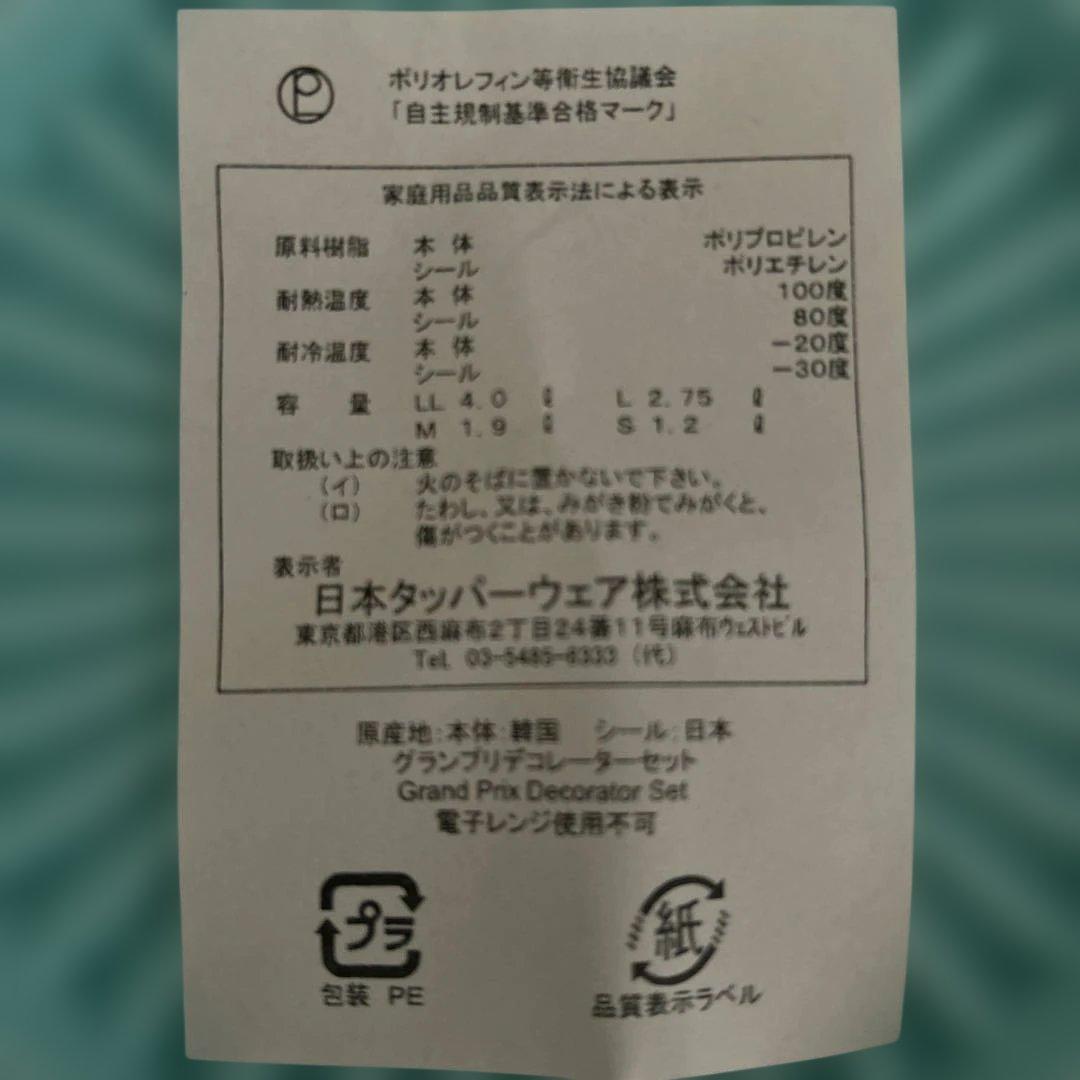 PL
ポリオレフィン等衛生協議会
「自主規制基準合格マーク」
家庭用品品質表示法による表示
原料樹脂 本体 ポリプロピレン
シール ポリエチレン
耐熱温度 本体 100度
シール 80度
耐冷温度 本体 −20度
シール −30度
容量 LL 4.0 ℓ L 2.75 ℓ
M 1.9 ℓ S 1.2 ℓ
取扱い上の注意
(イ) 火のそばに置かないで下さい。
(ロ) たわし、又は、みがき粉でみがくと、
傷がつくことがあります。
表示者
日本タッパーウェア株式会社
東京都港区西麻布2丁目24番11号麻布ウェストビル
Tel. 03-5485-6333 (代)
原産地:本体:韓国 シール:日本
グランプリデコレーターセット
Grand Prix Decorator Set
電子レンジ使用不可
プラ 紙
包装 PE 品質表示ラベル